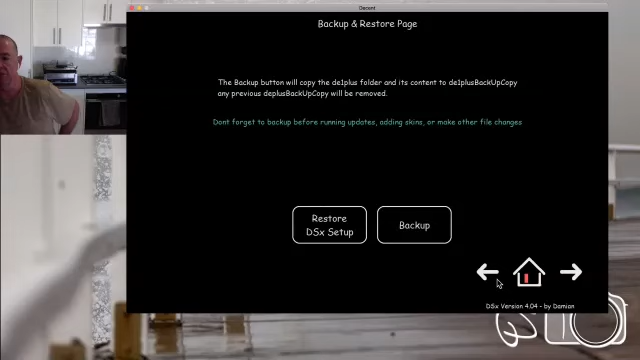 Decent
Backup & Restore Page
The Backup button will copy the de1plus folder and its content to de1plusBackUpCopy
any previous deplusBackUpCopy will be removed.
Dont forget to backup before running updates, adding skins, or make other file changes
Restore
DSx Setup
Backup
DSx Version 4.04 - by Damian